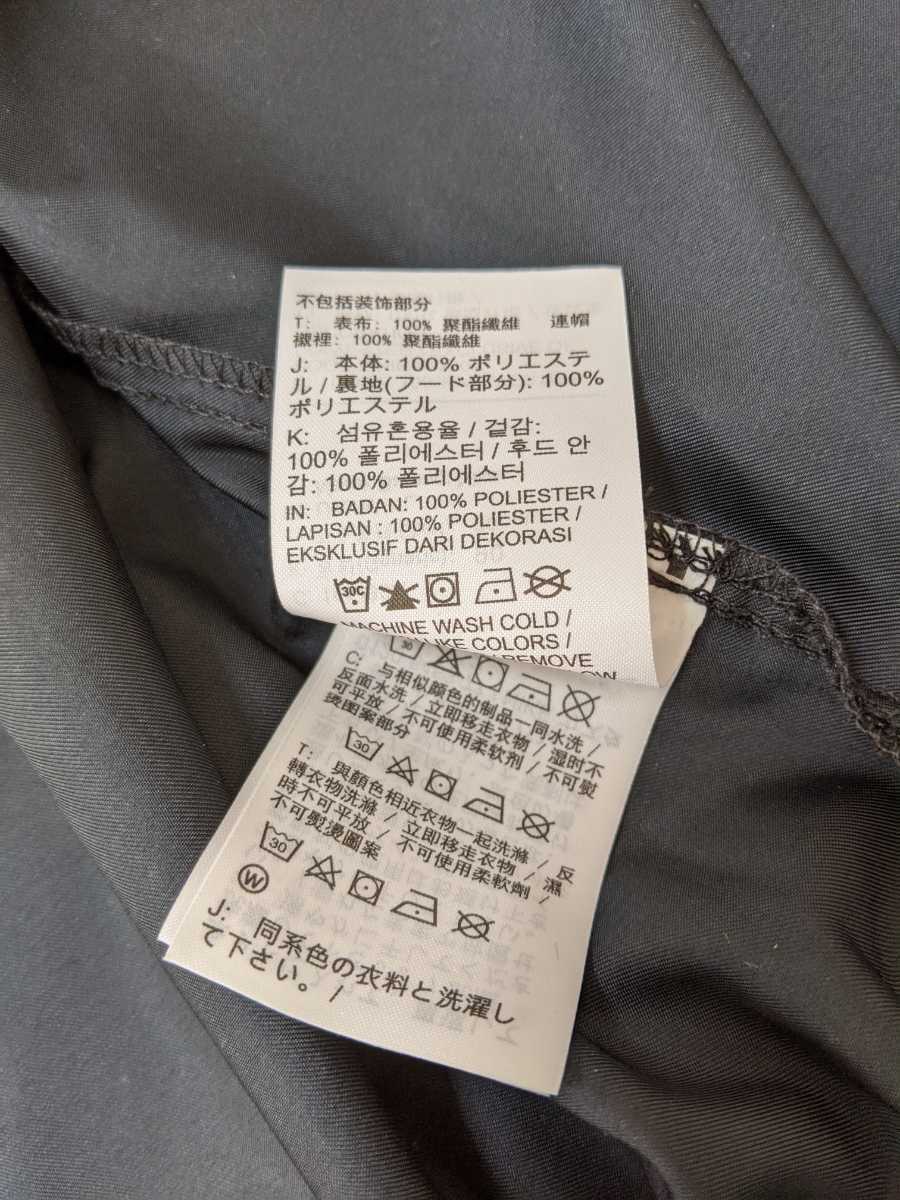 不包括装饰部分
T: 表布: 100% 聚酯纖維 連帽
襯裡: 100% 聚酯纖維
J: 本体: 100% ポリエステ
ル / 裏地(フード部分): 100%
ポリエステル
K: 섬유혼용율 / 겉감:
100% 폴리에스터 / 후드 안
감: 100% 폴리에스터
IN: BADAN: 100% POLIESTER /
LAPISAN : 100% POLIESTER /
EKSKLUSIF DARI DEKORASI
30C
MACHINE WASH COLD /
LIKE COLORS /
REMOVE
30
C: 与相似颜色的制品一同水洗 /
反面水洗 / 立即移走衣物 / 湿时不
可平放 / 不可使用柔软剂 / 不可熨
烫图案部分
30
T: 與顏色相近衣物一起洗滌 / 反
轉衣物洗滌 / 立即移走衣物 / 濕
時不可平放 / 不可使用柔軟劑 /
不可熨燙圖案
30
W
J: 同系色の衣料と洗濯し
て下さい。 /